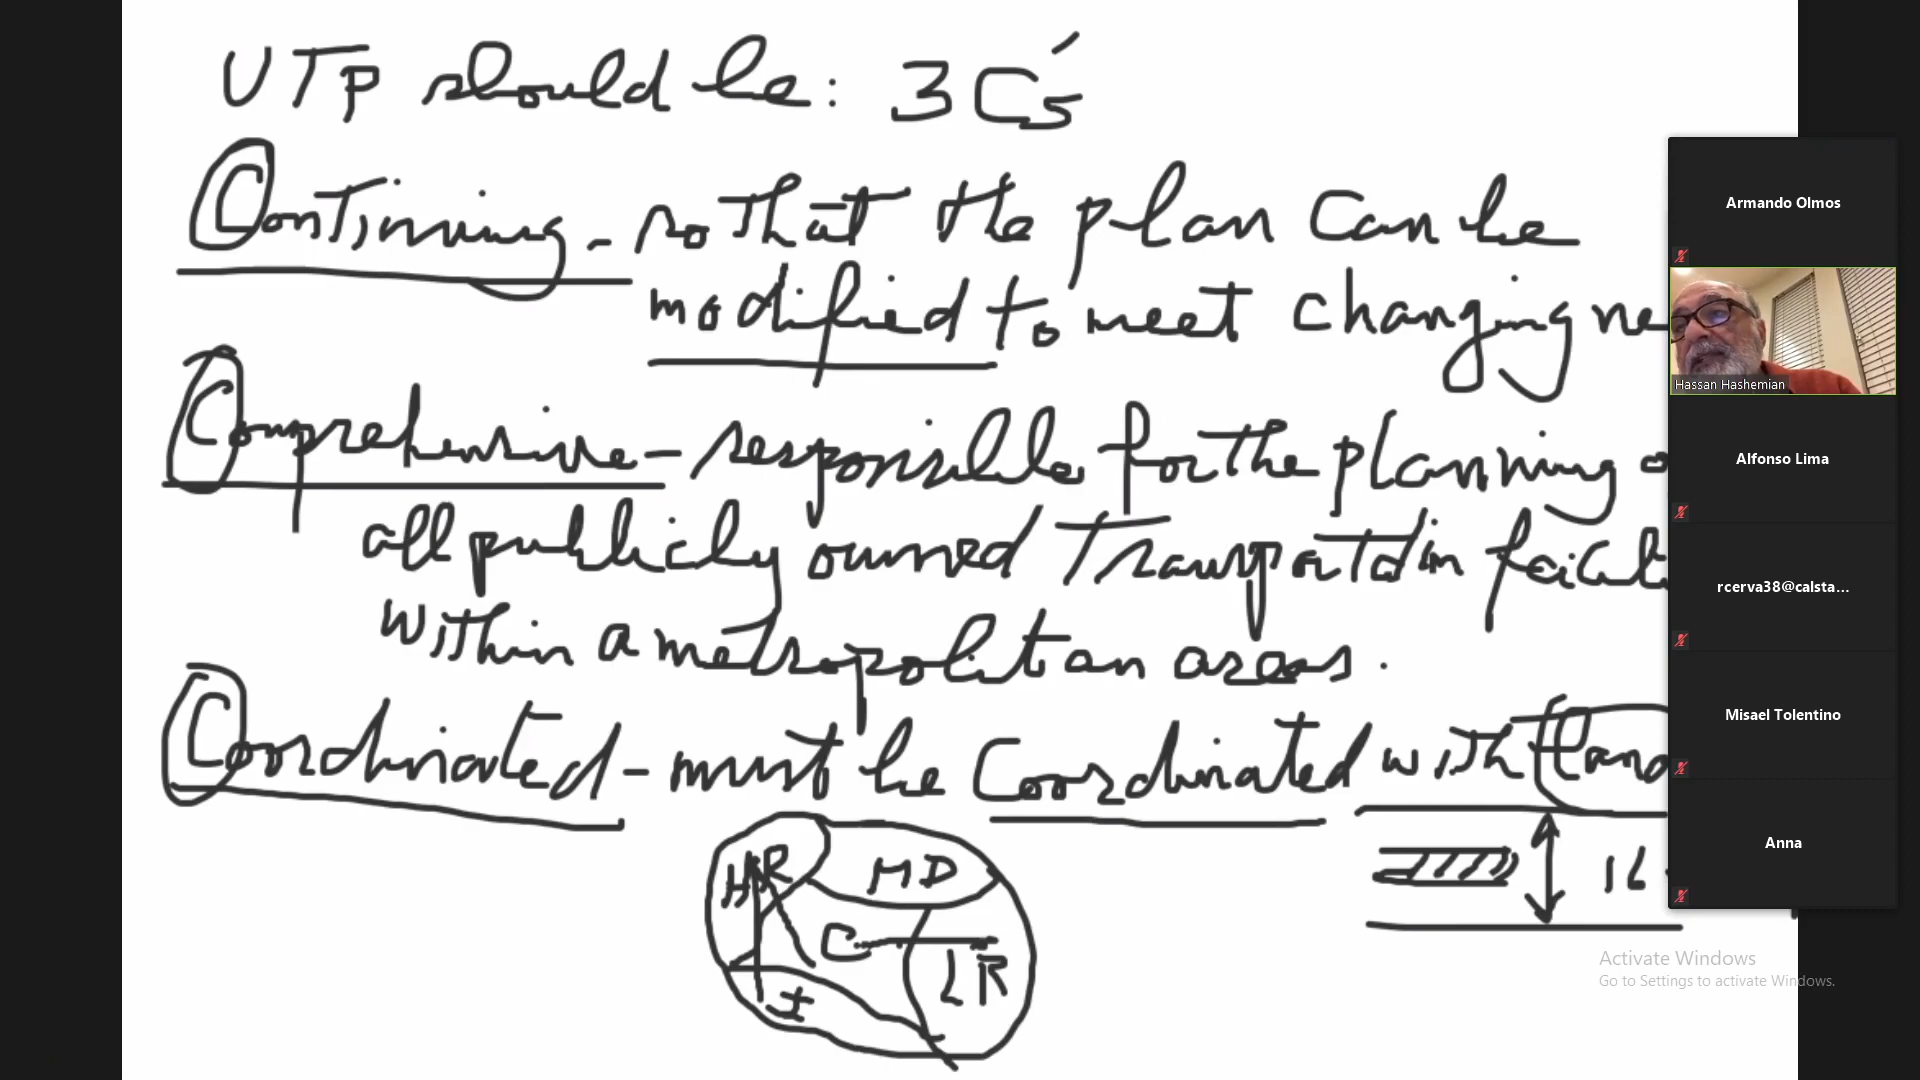 UTP should be: 3 C's
Continuing - so that the plan can be
modified to meet changing ne
Comprehensive - responsible for the planning o
all publicly owned Transportation facilit
within a metropolitan areas.
Coordinated - must be Coordinated with Land
HR
MD
C
LR
I
16
Armando Olmos
Hassan Hashemian
Alfonso Lima
rcerva38@calsta...
Misael Tolentino
Anna
Activate Windows
Go to Settings to activate Windows.